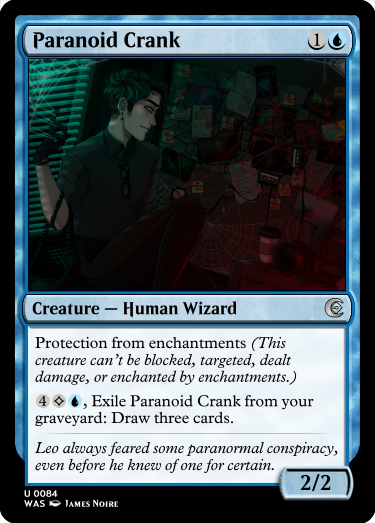 Paranoid Crank 1
Creature — Human Wizard
Protection from enchantments (This
creature can't be blocked, targeted, dealt
damage, or enchanted by enchantments.)
4, Exile Paranoid Crank from your
graveyard: Draw three cards.
Leo always feared some paranormal conspiracy,
even before he knew of one for certain.
2/2
U 0084
WAS James Noire